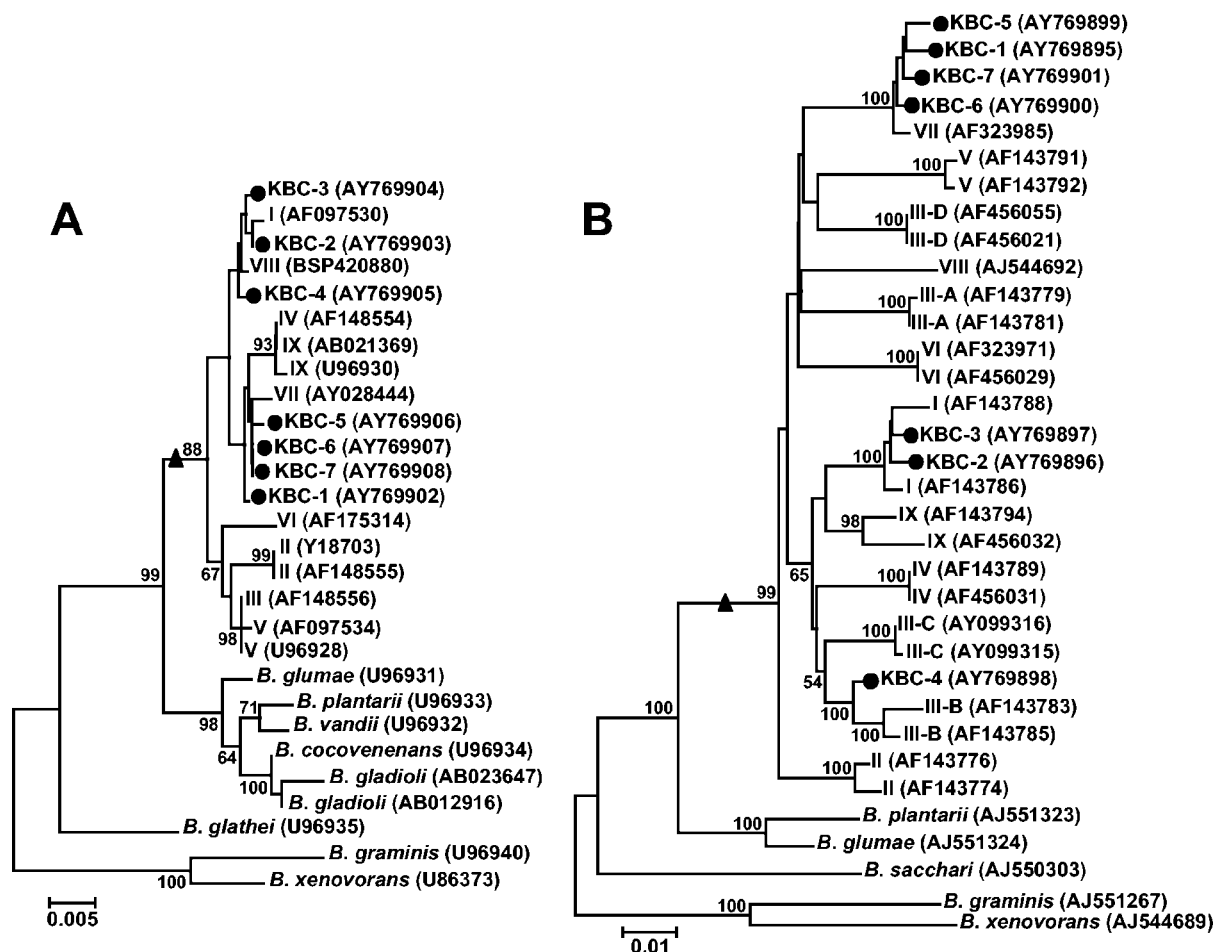 A
KBC-3 (AY769904)
I (AF097530)
KBC-2 (AY769903)
VIII (BSP420880)
KBC-4 (AY769905)
IV (AF148554)
93
IX (AB021369)
IX (U96930)
VII (AY028444)
KBC-5 (AY769906)
88
KBC-6 (AY769907)
KBC-7 (AY769908)
KBC-1 (AY769902)
VI (AF175314)
99
II (Y18703)
67
II (AF148555)
99
III (AF148556)
V (AF097534)
98
V (U96928)
B. glumae (U96931)
71
B. plantarii (U96933)
98
B. vandii (U96932)
64
B. cocovenenans (U96934)
100
B. gladioli (AB023647)
B. gladioli (AB012916)
B. glathei (U96935)
B. graminis (U96940)
100
B. xenovorans (U86373)
0.005
B
KBC-5 (AY769899)
KBC-1 (AY769895)
KBC-7 (AY769901)
100
KBC-6 (AY769900)
VII (AF323985)
100
V (AF143791)
V (AF143792)
100
III-D (AF456055)
III-D (AF456021)
VIII (AJ544692)
100
III-A (AF143779)
III-A (AF143781)
100
VI (AF323971)
VI (AF456029)
I (AF143788)
KBC-3 (AY769897)
100
KBC-2 (AY769896)
I (AF143786)
98
IX (AF143794)
IX (AF456032)
65
100
IV (AF143789)
IV (AF456031)
99
100
III-C (AY099316)
III-C (AY099315)
54
KBC-4 (AY769898)
100
III-B (AF143783)
100
III-B (AF143785)
100
100
II (AF143776)
II (AF143774)
100
B. plantarii (AJ551323)
B. glumae (AJ551324)
B. sacchari (AJ550303)
100
B. graminis (AJ551267)
B. xenovorans (AJ544689)
0.01